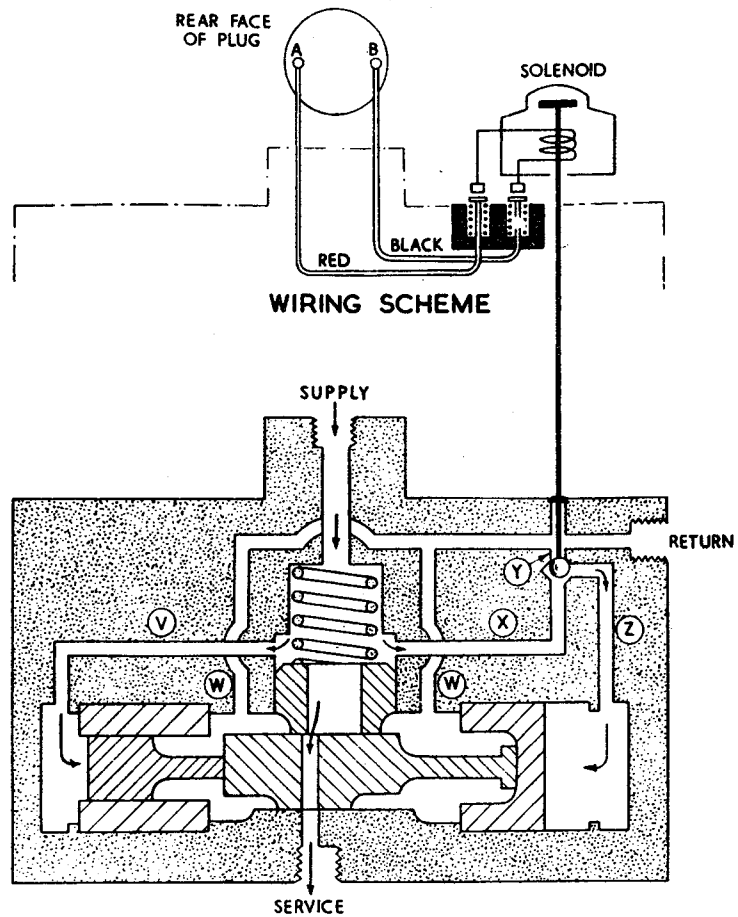 REAR FACE
OF PLUG
A B
SOLENOID
BLACK
RED
WIRING SCHEME
SUPPLY
RETURN
Y
V X Z
W W
SERVICE